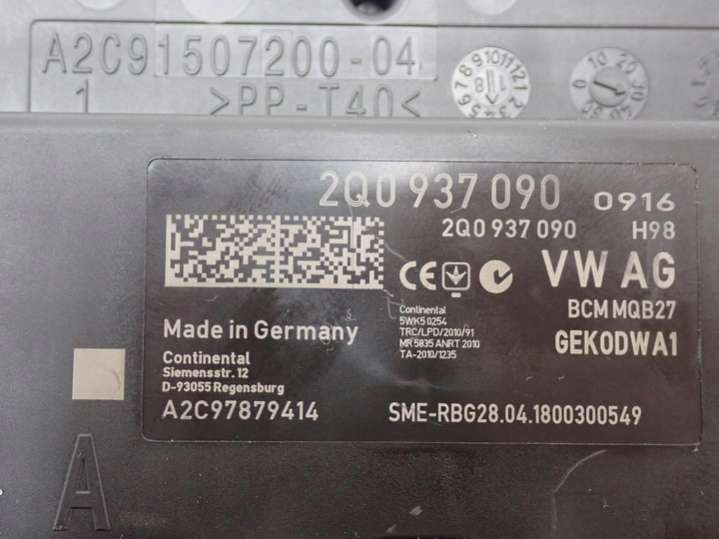 A2C91507200-04
1 >PP-T40<
2Q0 937 090 0916
2Q0 937 090 H98
CE
VW AG
BCM MQB27
GEK0DWA1
Continental
5WK5 0254
TRC/LPD/2010/91
MR 5835 ANRT 2010
TA-2010/1235
Made in Germany
Continental
Siemensstr. 12
D-93055 Regensburg
A2C97879414
SME-RBG28.04.1800300549
A